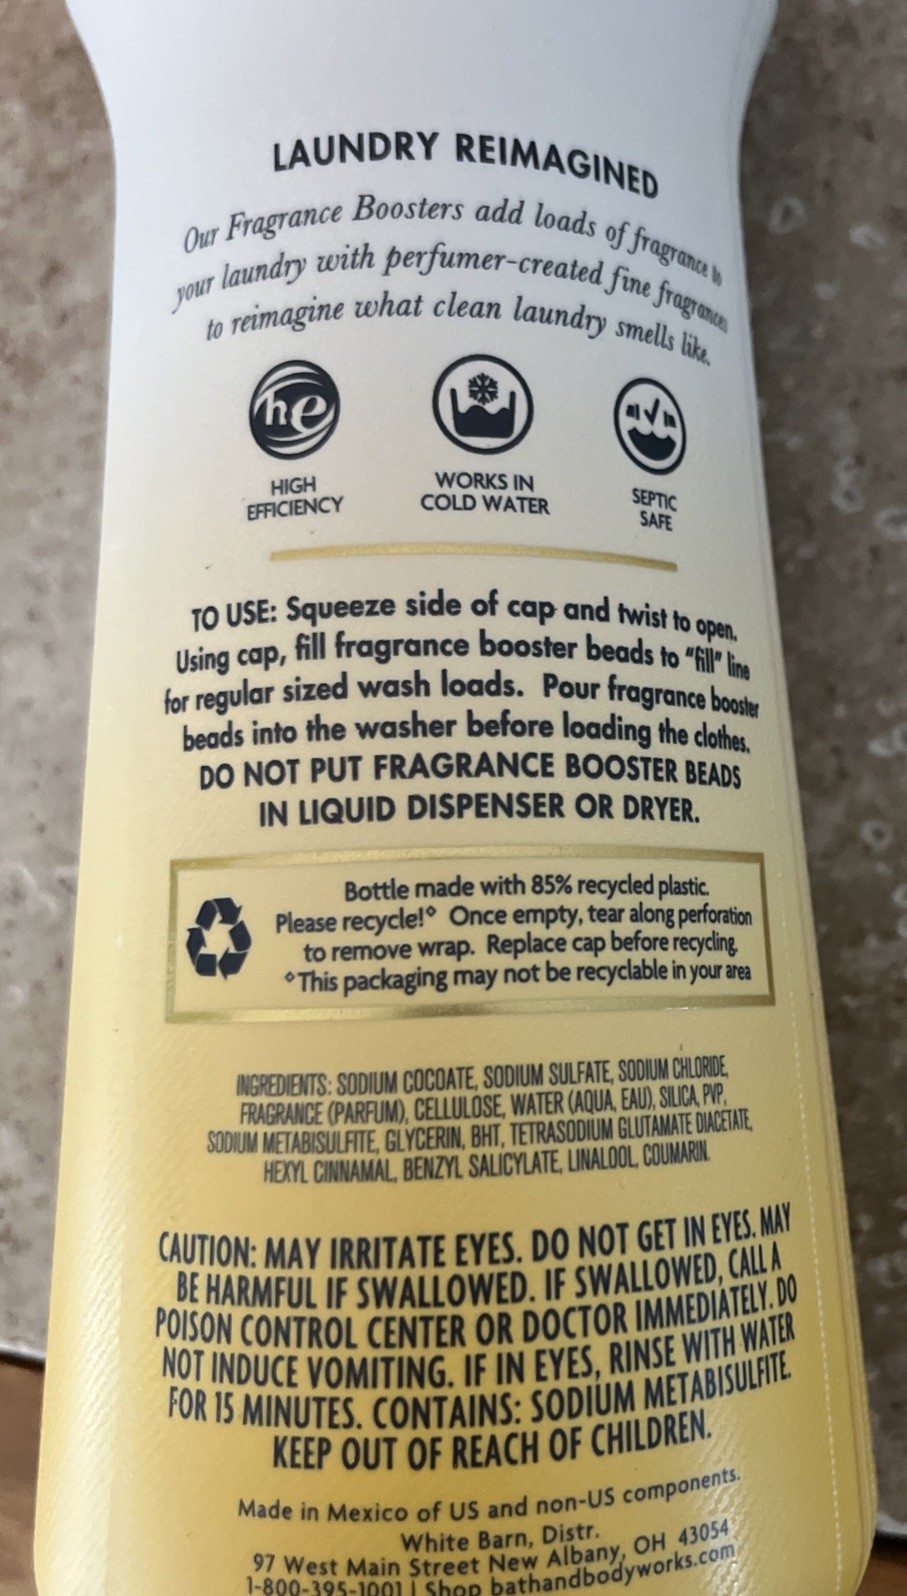 LAUNDRY REIMAGINED
Our Fragrance Boosters add loads of fragrance to
your laundry with perfumer-created fine fragrances
to reimagine what clean laundry smells like.
he
HIGH
EFFICIENCY
WORKS IN
COLD WATER
SEPTIC
SAFE
TO USE: Squeeze side of cap and twist to open.
Using cap, fill fragrance booster beads to "fill" line
for regular sized wash loads. Pour fragrance booster
beads into the washer before loading the clothes.
DO NOT PUT FRAGRANCE BOOSTER BEADS
IN LIQUID DISPENSER OR DRYER.
Bottle made with 85% recycled plastic.
Please recycle!◊ Once empty, tear along perforation
to remove wrap. Replace cap before recycling.
◊This packaging may not be recyclable in your area
INGREDIENTS: SODIUM COCOATE, SODIUM SULFATE, SODIUM CHLORIDE,
FRAGRANCE (PARFUM), CELLULOSE, WATER (AQUA, EAU), SILICA, PVP,
SODIUM METABISULFITE, GLYCERIN, BHT, TETRASODIUM GLUTAMATE DIACETATE,
HEXYL CINNAMAL, BENZYL SALICYLATE, LINALOOL, COUMARIN.
CAUTION: MAY IRRITATE EYES. DO NOT GET IN EYES. MAY
BE HARMFUL IF SWALLOWED. IF SWALLOWED, CALL A
POISON CONTROL CENTER OR DOCTOR IMMEDIATELY. DO
NOT INDUCE VOMITING. IF IN EYES, RINSE WITH WATER
FOR 15 MINUTES. CONTAINS: SODIUM METABISULFITE.
KEEP OUT OF REACH OF CHILDREN.
Made in Mexico of US and non-US components.
White Barn, Distr.
97 West Main Street New Albany, OH 43054
1-800-395-1001 | Shop bathandbodyworks.com